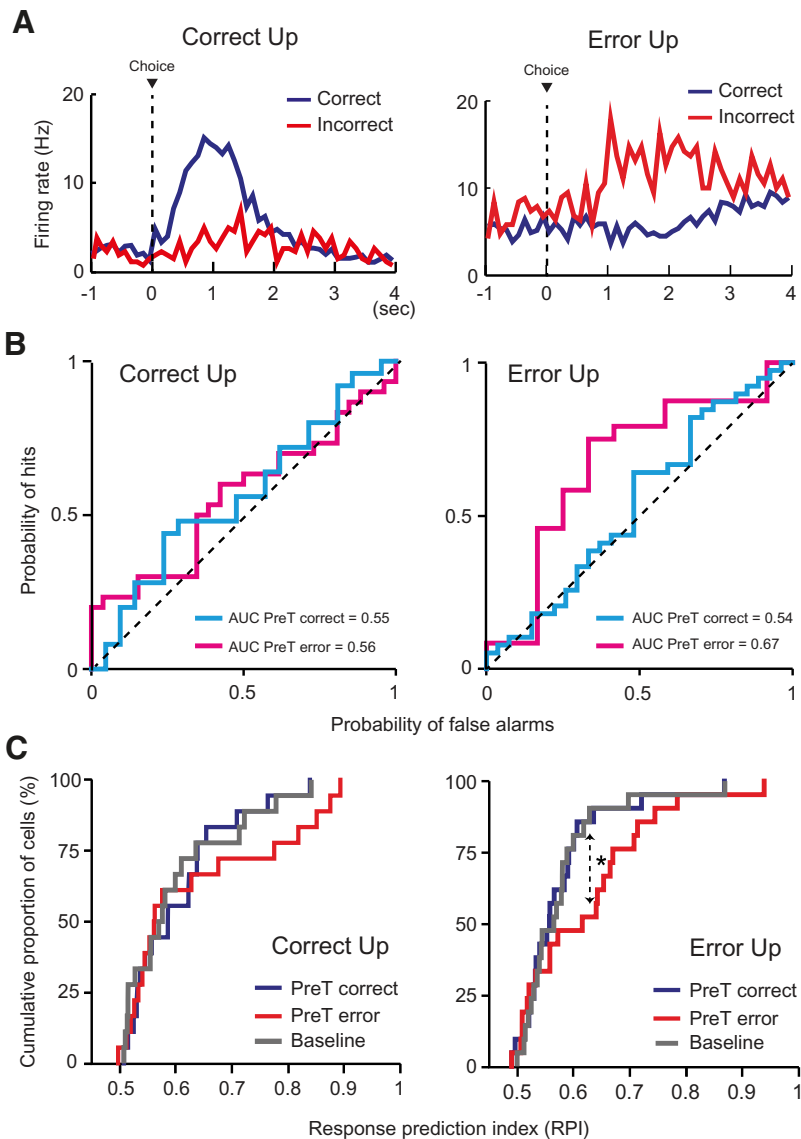 A
Correct Up
Choice
Correct
Incorrect
Firing rate (Hz)
20
10
0
-1
0
1
2
3
4
(sec)
Error Up
Choice
Correct
Incorrect
20
10
0
-1
0
1
2
3
4
B
Correct Up
Probability of hits
1
0.5
0
AUC PreT correct = 0.55
AUC PreT error = 0.56
0
0.5
1
Error Up
1
0.5
0
AUC PreT correct = 0.54
AUC PreT error = 0.67
0
0.5
1
Probability of false alarms
C
Cumulative proportion of cells (%)
100
75
50
25
0
Correct Up
PreT correct
PreT error
Baseline
0.5
0.6
0.7
0.8
0.9
1
100
75
50
25
0
*
Error Up
PreT correct
PreT error
Baseline
0.5
0.6
0.7
0.8
0.9
1
Response prediction index (RPI)